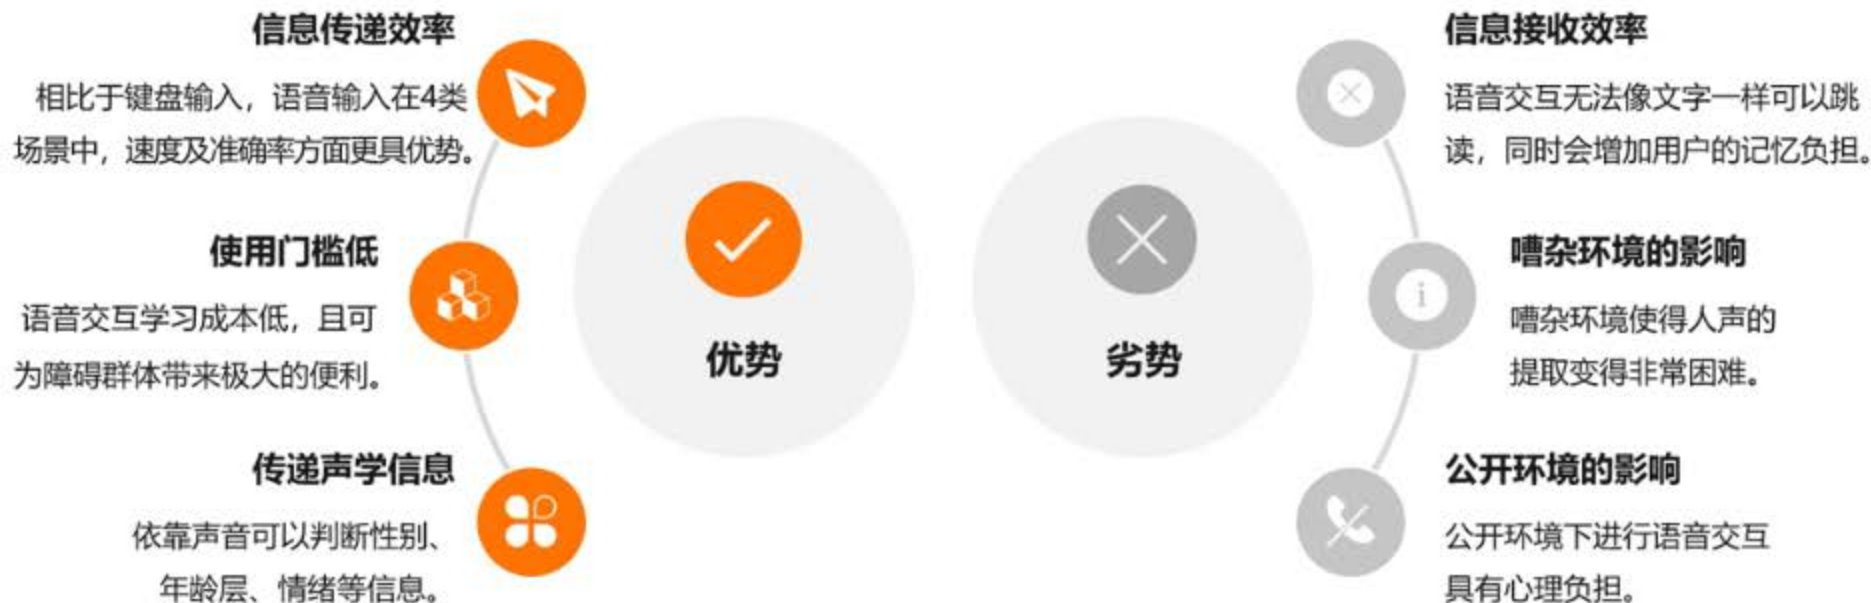 信息传递效率
相比于键盘输入，语音输入在4类
场景中，速度及准确率方面更具优势。
使用门槛低
语音交互学习成本低，且可
为障碍群体带来极大的便利。
传递声学信息
依靠声音可以判断性别、
年龄层、情绪等信息。
优势
劣势
信息接收效率
语音交互无法像文字一样可以跳
读，同时会增加用户的记忆负担。
嘈杂环境的影响
嘈杂环境使得人声的
提取变得非常困难。
公开环境的影响
公开环境下进行语音交互
具有心理负担。